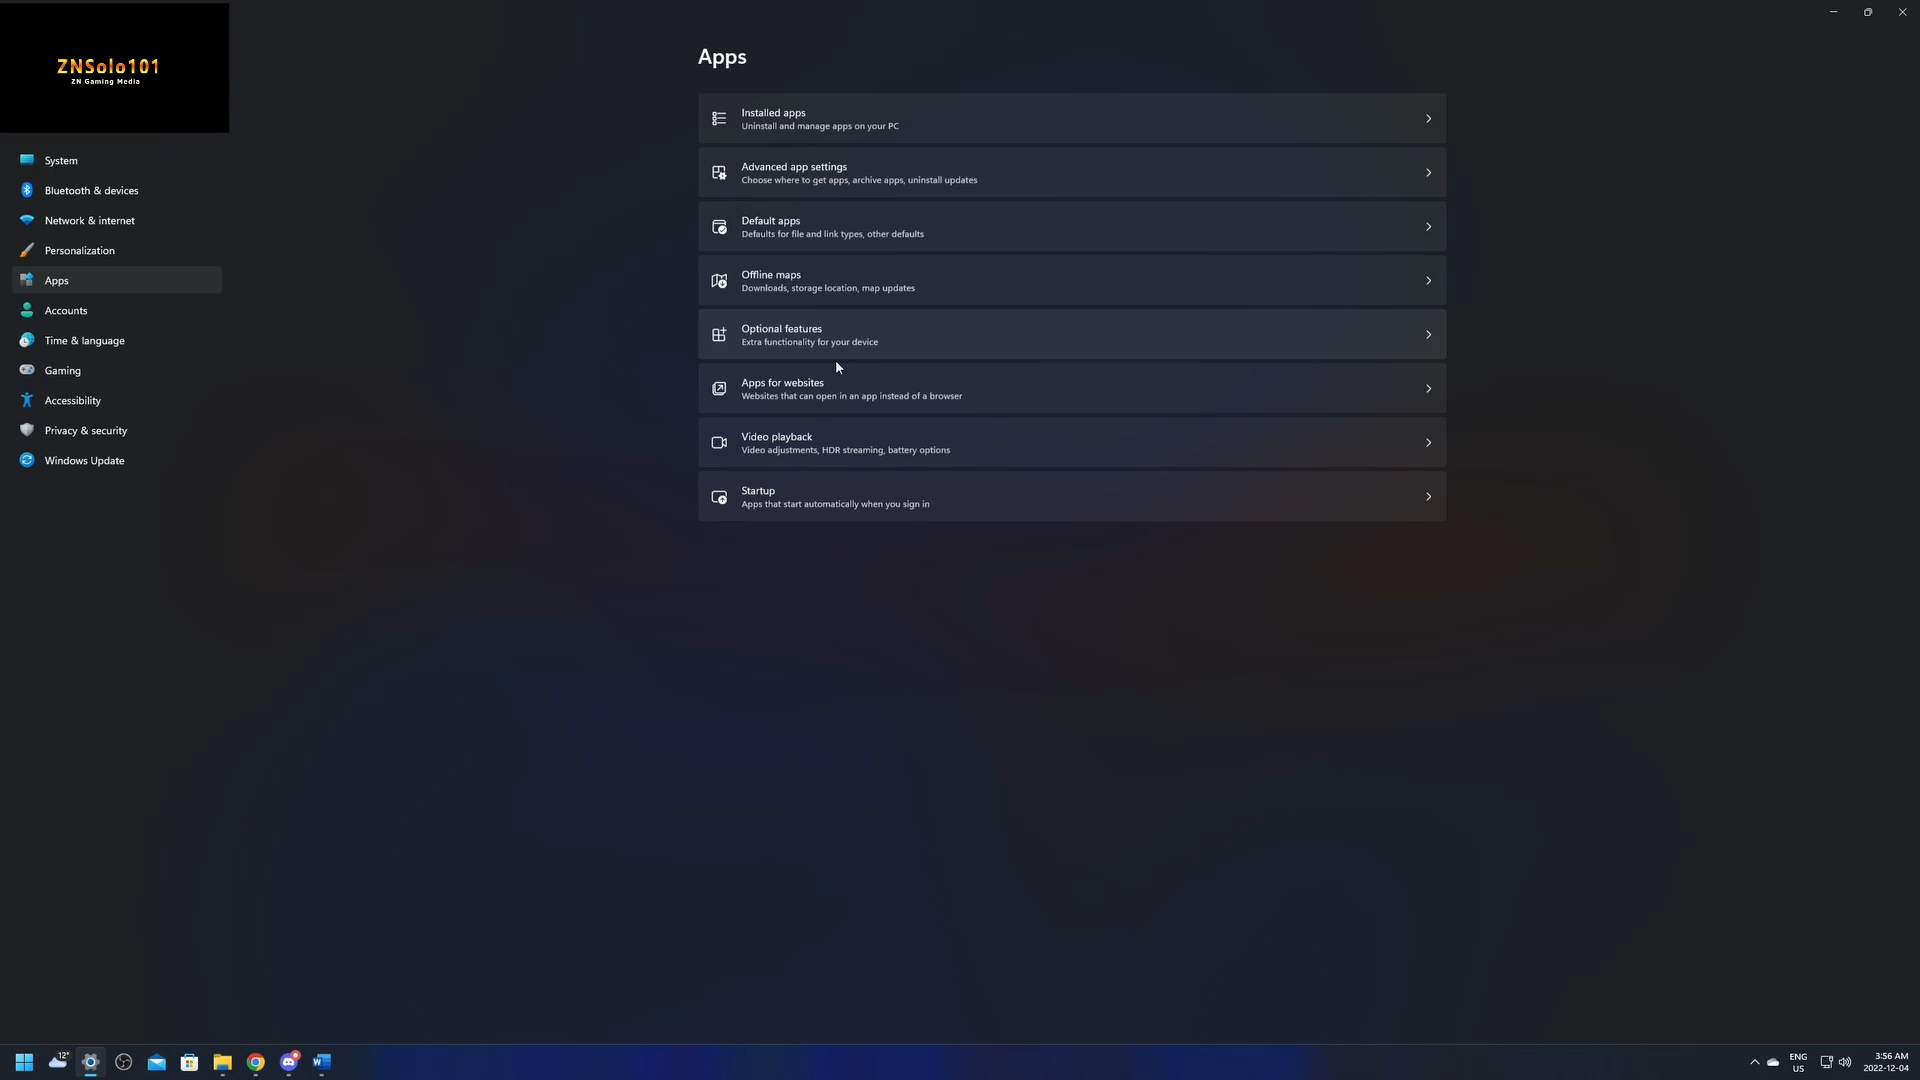 ZNSolo101
ZN Gaming Media
Apps
Installed apps
Uninstall and manage apps on your PC
Advanced app settings
Choose where to get apps, archive apps, uninstall updates
Default apps
Defaults for file and link types, other defaults
Offline maps
Downloads, storage location, map updates
Optional features
Extra functionality for your device
Apps for websites
Websites that can open in an app instead of a browser
Video playback
Video adjustments, HDR streaming, battery options
Startup
Apps that start automatically when you sign in
System
Bluetooth & devices
Network & internet
Personalization
Apps
Accounts
Time & language
Gaming
Accessibility
Privacy & security
Windows Update
12°
W
ENG
US
3:56 AM
2022-12-04